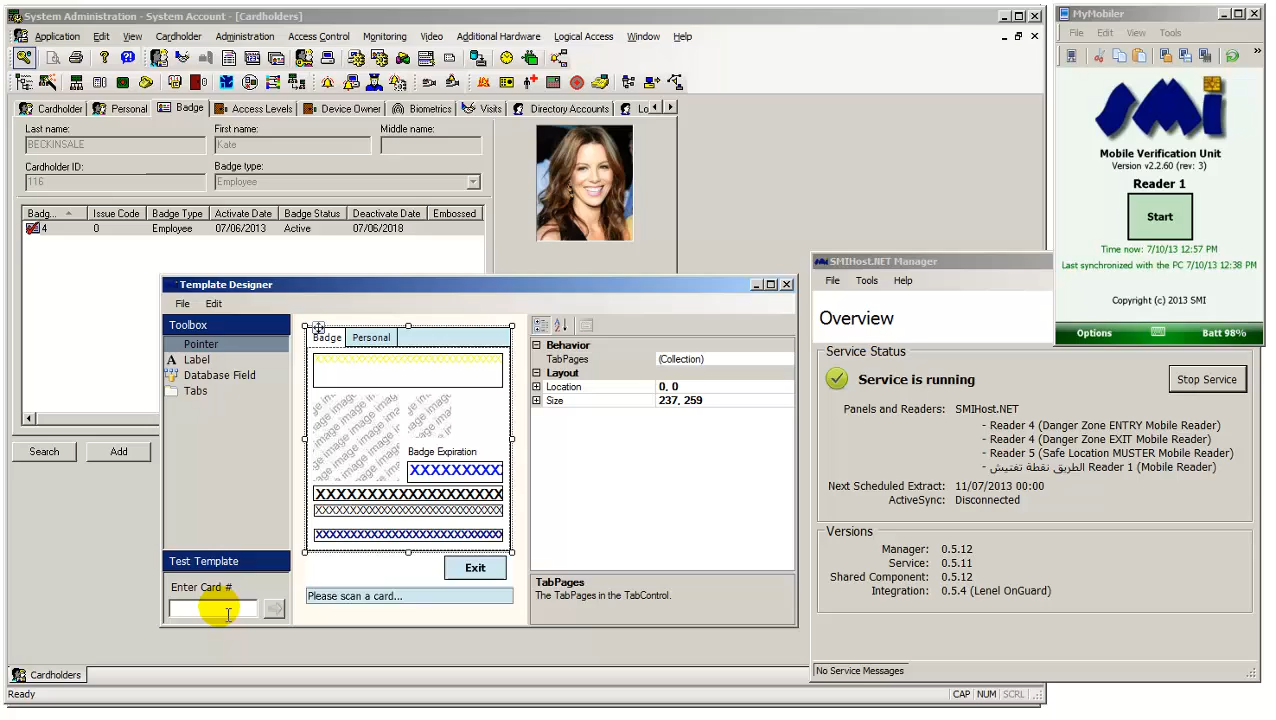 System Administration - System Account - [Cardholders]
Application Edit View Cardholder Administration Access Control Monitoring Video Additional Hardware Logical Access Window Help
Cardholder Personal Badge Access Levels Device Owner Biometrics Visits Directory Accounts Lo
Last name: First name: Middle name:
BECKINSALE Kate
Cardholder ID: Badge type:
116 Employee
Badg... Issue Code Badge Type Activate Date Badge Status Deactivate Date Embossed
4 0 Employee 07/06/2013 Active 07/06/2018
Search Add
Cardholders
Ready
CAP NUM SCRL
Template Designer
File Edit
Toolbox
Pointer
Label
Database Field
Tabs
Test Template
Enter Card #
Badge Personal
image image image
Badge Expiration
XXXXXXXXX
Exit
Please scan a card...
Behavior
TabPages (Collection)
Layout
Location 0, 0
Size 237, 259
TabPages
The TabPages in the TabControl.
SMIHost.NET Manager
File Tools Help
Overview
Service Status
Service is running
Stop Service
Panels and Readers: SMIHost.NET
- Reader 4 (Danger Zone ENTRY Mobile Reader)
- Reader 4 (Danger Zone EXIT Mobile Reader)
- Reader 5 (Safe Location MUSTER Mobile Reader)
- الطريق نقطة تفتيش Reader 1 (Mobile Reader)
Next Scheduled Extract: 11/07/2013 00:00
ActiveSync: Disconnected
Versions
Manager: 0.5.12
Service: 0.5.11
Shared Component: 0.5.12
Integration: 0.5.4 (Lenel OnGuard)
No Service Messages
MyMobiler
File Edit View Tools
SMI
Mobile Verification Unit
Version v2.2.60 (rev: 3)
Reader 1
Start
Time now: 7/10/13 12:57 PM
Last synchronized with the PC 7/10/13 12:38 PM
Copyright (c) 2013 SMI
Options Batt 98%